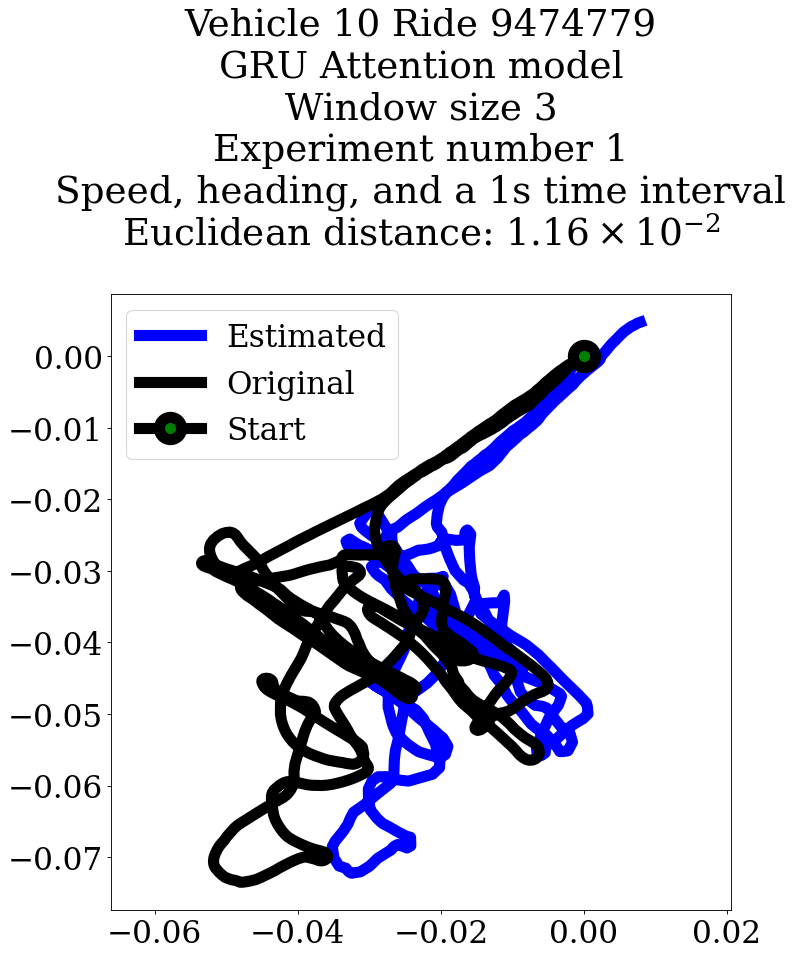 Vehicle 10 Ride 9474779
GRU Attention model
Window size 3
Experiment number 1
Speed, heading, and a 1s time interval
Euclidean distance: 1.16 × 10⁻²
Estimated
Original
Start
0.00
−0.01
−0.02
−0.03
−0.04
−0.05
−0.06
−0.07
−0.06 −0.04 −0.02 0.00 0.02